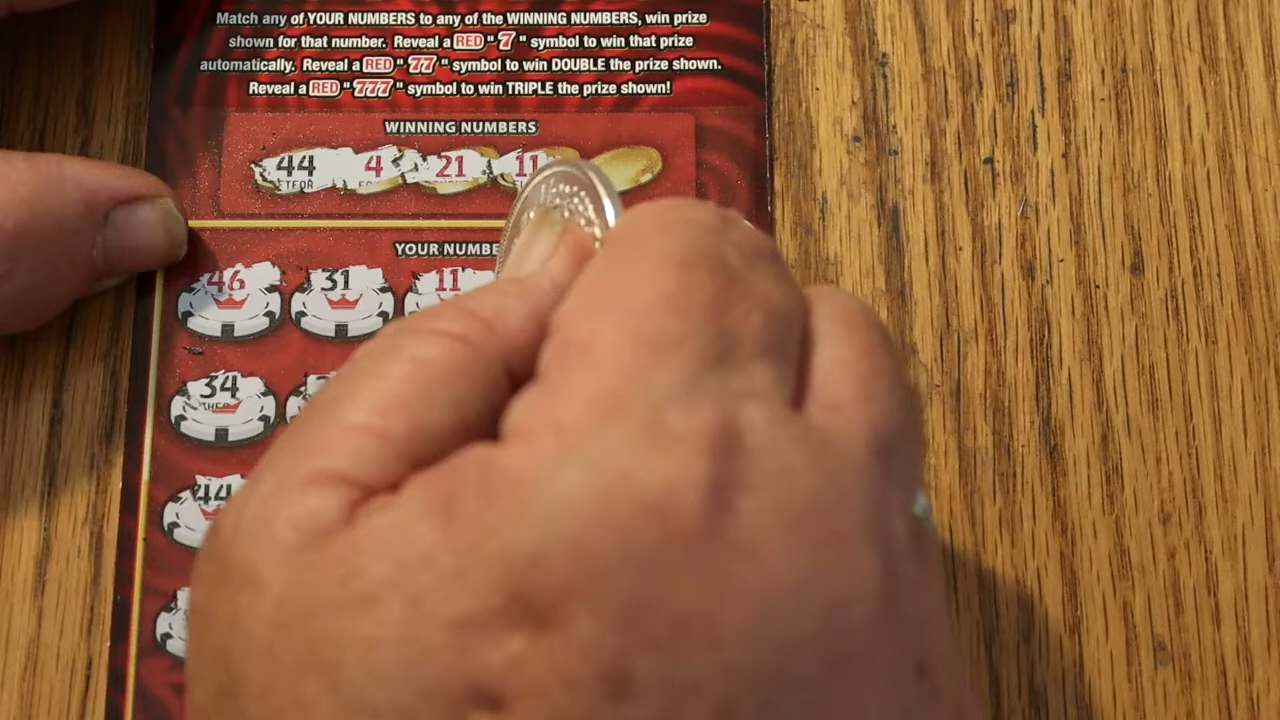 Match any of YOUR NUMBERS to any of the WINNING NUMBERS, win prize
shown for that number. Reveal a RED "7" symbol to win that prize
automatically. Reveal a RED "77" symbol to win DOUBLE the prize shown.
Reveal a RED "777" symbol to win TRIPLE the prize shown!
WINNING NUMBERS
44 4 21 11
YOUR NUMBE
46 31 11
34
44